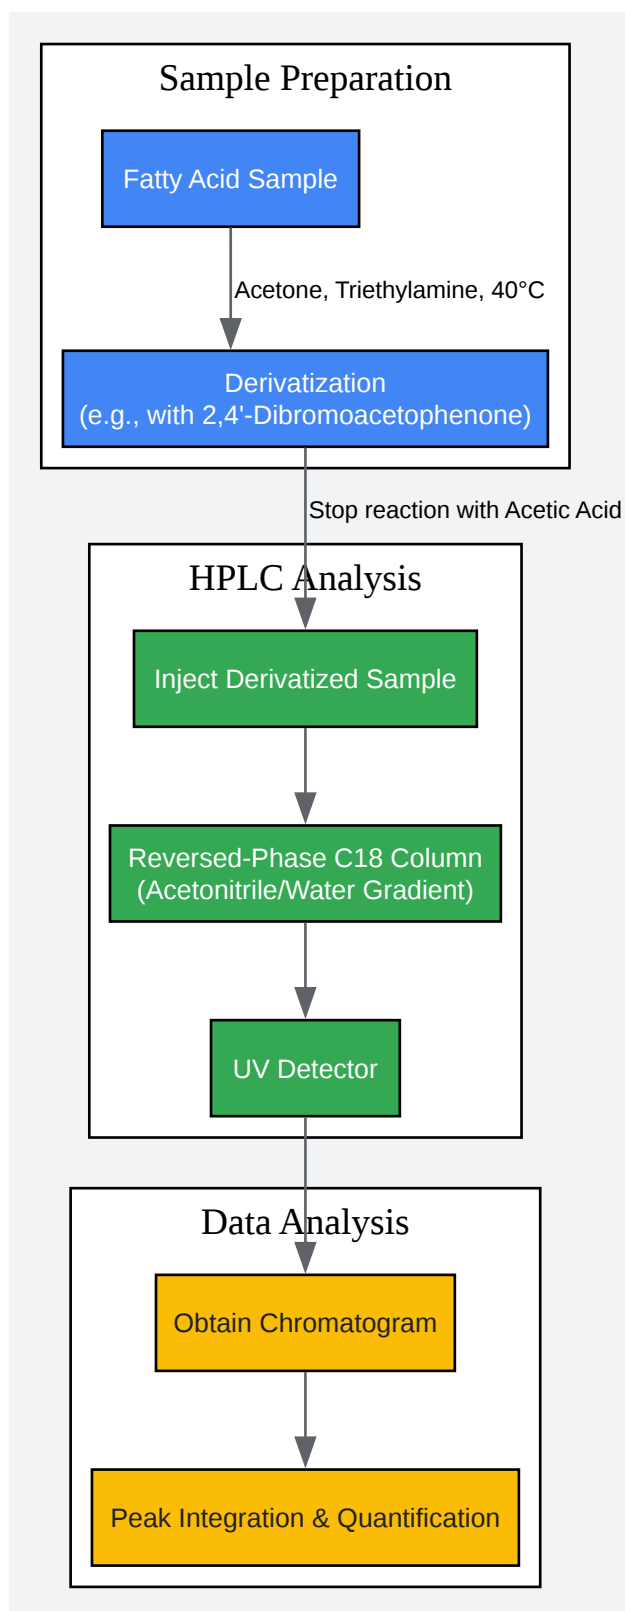 Sample Preparation
Fatty Acid Sample
Acetone, Triethylamine, 40°C
Derivatization
(e.g., with 2,4'-Dibromoacetophenone)
Stop reaction with Acetic Acid
HPLC Analysis
Inject Derivatized Sample
Reversed-Phase C18 Column
(Acetonitrile/Water Gradient)
UV Detector
Data Analysis
Obtain Chromatogram
Peak Integration & Quantification